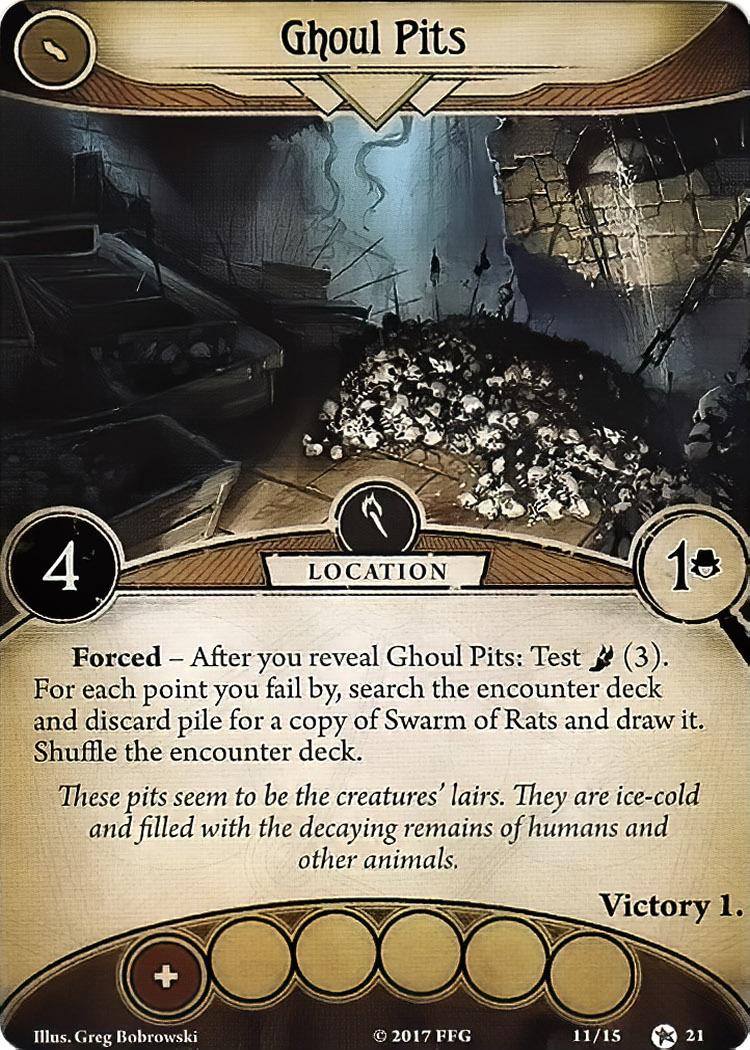 Ghoul Pits
4
LOCATION
1
Forced – After you reveal Ghoul Pits: Test (3).
For each point you fail by, search the encounter deck
and discard pile for a copy of Swarm of Rats and draw it.
Shuffle the encounter deck.
These pits seem to be the creatures' lairs. They are ice-cold
and filled with the decaying remains of humans and
other animals.
Victory 1.
Illus. Greg Bobrowski © 2017 FFG 11/15 21